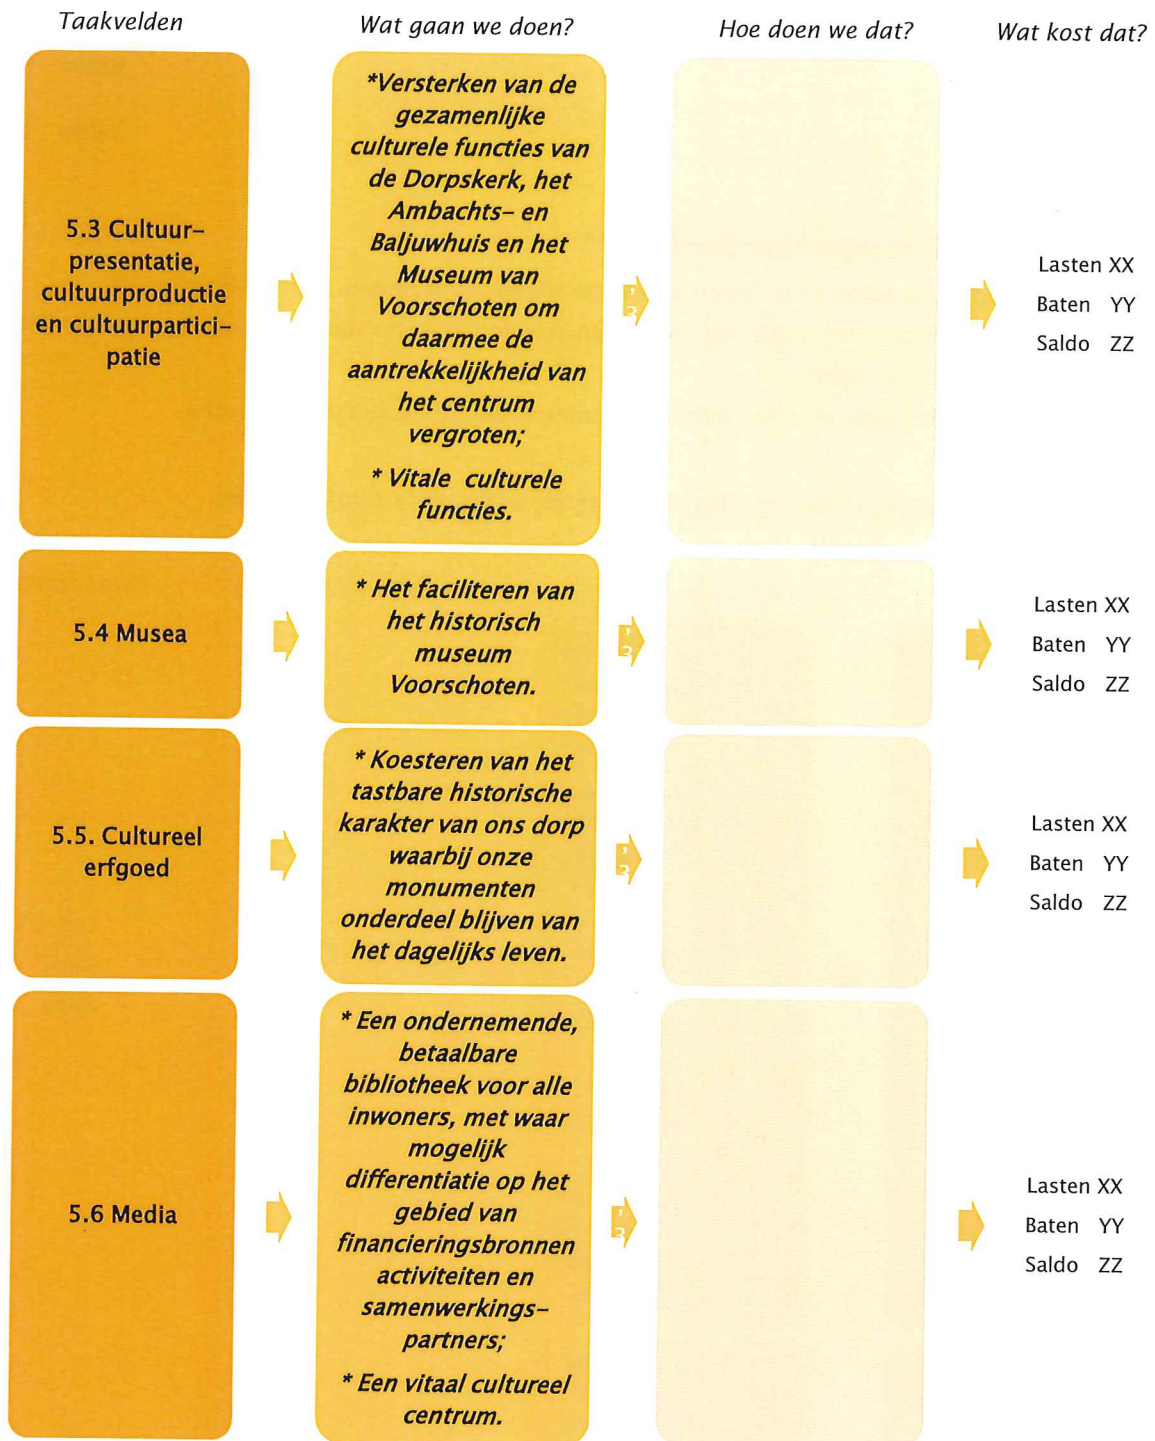 Taakvelden
Wat gaan we doen?
Hoe doen we dat?
Wat kost dat?
5.3 Cultuur-
presentatie,
cultuurproductie
en cultuurpartici-
patie
*Versterken van de
gezamenlijke
culturele functies van
de Dorpskerk, het
Ambachts- en
Baljuwhuis en het
Museum van
Voorschoten om
daarmee de
aantrekkelijkheid van
het centrum
vergroten;
* Vitale culturele
functies.
Lasten XX
Baten YY
Saldo ZZ
5.4 Musea
* Het faciliteren van
het historisch
museum
Voorschoten.
Lasten XX
Baten YY
Saldo ZZ
5.5. Cultureel
erfgoed
* Koesteren van het
tastbare historische
karakter van ons dorp
waarbij onze
monumenten
onderdeel blijven van
het dagelijks leven.
Lasten XX
Baten YY
Saldo ZZ
5.6 Media
* Een ondernemende,
betaalbare
bibliotheek voor alle
inwoners, met waar
mogelijk
differentiatie op het
gebied van
financieringsbronnen
activiteiten en
samenwerkings-
partners;
* Een vitaal cultureel
centrum.
Lasten XX
Baten YY
Saldo ZZ